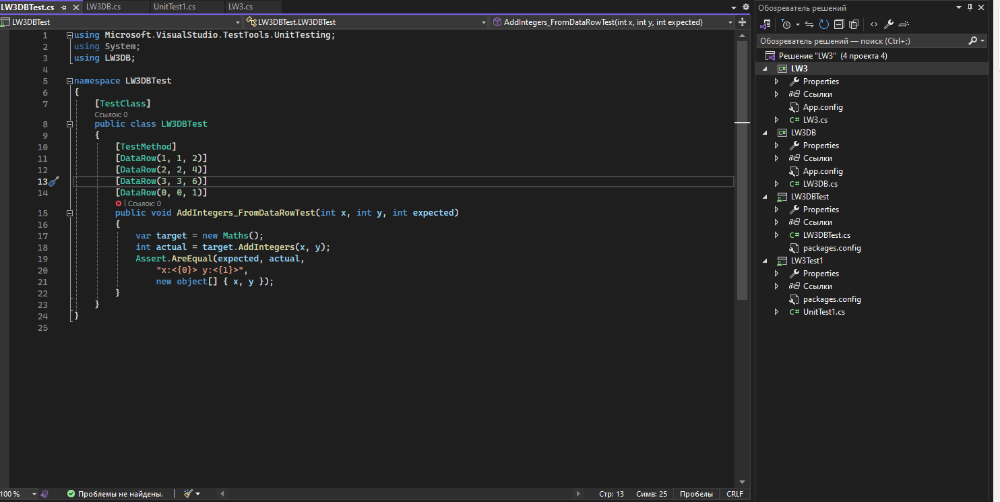 LW3DBTest.cs LW3DB.cs UnitTest1.cs LW3.cs
LW3DBTest LW3DBTest.LW3DBTest AddIntegers_FromDataRowTest(int x, int y, int expected)
1 using Microsoft.VisualStudio.TestTools.UnitTesting;
2 using System;
3 using LW3DB;
4
5 namespace LW3DBTest
6 {
7 [TestClass]
Ссылок: 0
8 public class LW3DBTest
9 {
10 [TestMethod]
11 [DataRow(1, 1, 2)]
12 [DataRow(2, 2, 4)]
13 [DataRow(3, 3, 6)]
14 [DataRow(0, 0, 1)]
| Ссылок: 0
15 public void AddIntegers_FromDataRowTest(int x, int y, int expected)
16 {
17 var target = new Maths();
18 int actual = target.AddIntegers(x, y);
19 Assert.AreEqual(expected, actual,
20 "x:<{0}> y:<{1}>",
21 new object[] { x, y });
22 }
23 }
24 }
25
100 % Проблемы не найдены. Стр: 13 Симв: 25 Пробелы CRLF
Обозреватель решений
Обозреватель решений — поиск (Ctrl+;)
Решение "LW3" (4 проекта 4)
C# LW3
Properties
Ссылки
App.config
C# LW3.cs
C# LW3DB
Properties
Ссылки
App.config
C# LW3DB.cs
LW3DBTest
Properties
Ссылки
C# LW3DBTest.cs
packages.config
LW3Test1
Properties
Ссылки
packages.config
C# UnitTest1.cs